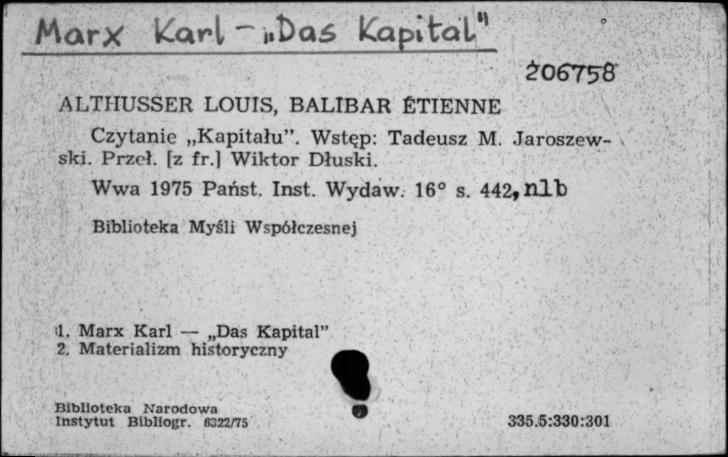 Marx Karl - „Das Kapital"
206758
ALTHUSSER LOUIS, BALIBAR ÉTIENNE
Czytanie „Kapitału”. Wstęp: Tadeusz M. Jaroszew-
ski. Przeł. [z fr.] Wiktor Dłuski.
Wwa 1975 Państ. Inst. Wydaw. 16° s. 442, nlb
Biblioteka Myśli Współczesnej
1. Marx Karl — „Das Kapital”
2. Materializm historyczny
Biblioteka Narodowa
Instytut Bibliogr. 6322/75
335.5:330:301